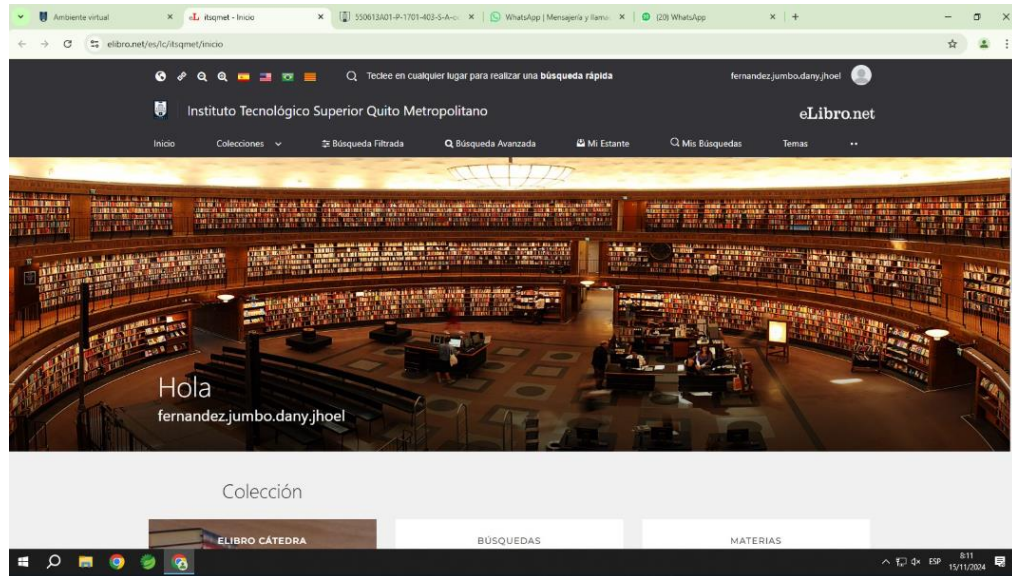 Ambiente virtual
eL itsqmet - Inicio
550613A01-P-1701-403-S-A-
WhatsApp | Mensajería y llama
(20) WhatsApp
elibro.net/es/lc/itsqmet/inicio
Teclee en cualquier lugar para realizar una búsqueda rápida
fernandez.jumbo.dany.jhoel
Instituto Tecnológico Superior Quito Metropolitano
eLibro.net
Inicio
Colecciones
Búsqueda Filtrada
Búsqueda Avanzada
Mi Estante
Mis Búsquedas
Temas
Hola
fernandez.jumbo.dany.jhoel
Colección
ELIBRO CÁTEDRA
BÚSQUEDAS
MATERIAS
ESP
8:11
15/11/2024